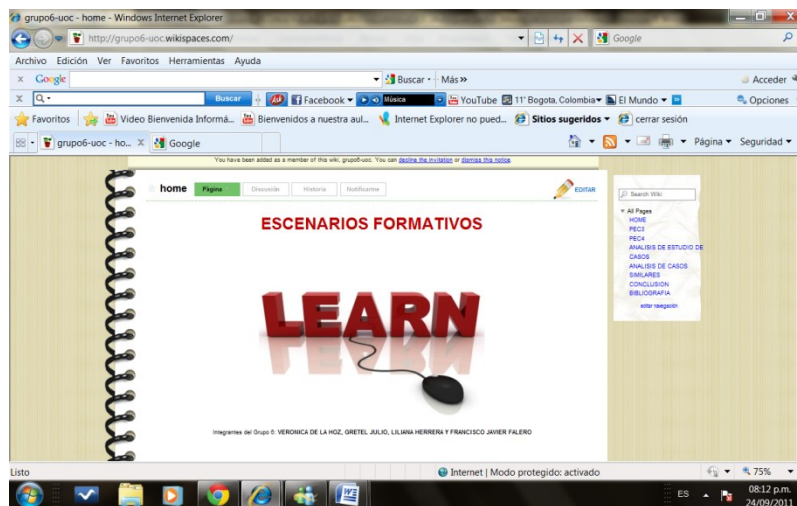 grupo6-uoc - home - Windows Internet Explorer
http://grupo6-uoc.wikispaces.com/
Google
Archivo Edición Ver Favoritos Herramientas Ayuda
x Google Buscar Más >> Acceder
X Buscar Facebook Música YouTube 11° Bogota, Colombia El Mundo Opciones
Favoritos Video Bienvenida Informá... Bienvenidos a nuestra aul... Internet Explorer no pued... Sitios sugeridos cerrar sesión
grupo6-uoc - ho... X Google Página Seguridad
You have been added as a member of this wiki, grupo6-uoc. You can decline the invitation or dismiss this notice.
home Página Discusión Historia Notificarme EDITAR
Search Wiki
All Pages
HOME
PEC3
PEC4
ANALISIS DE ESTUDIO DE
CASOS
ANALISIS DE CASOS
SIMILARES
CONCLUSION
BIBLIOGRAFIA
editar navegación
ESCENARIOS FORMATIVOS
LEARN
Integrantes del Grupo 6: VERONICA DE LA HOZ, GRETEL JULIO, LILIANA HERRERA Y FRANCISCO JAVIER FALERO
Listo Internet | Modo protegido: activado 75%
ES 08:12 p.m.
24/09/2011